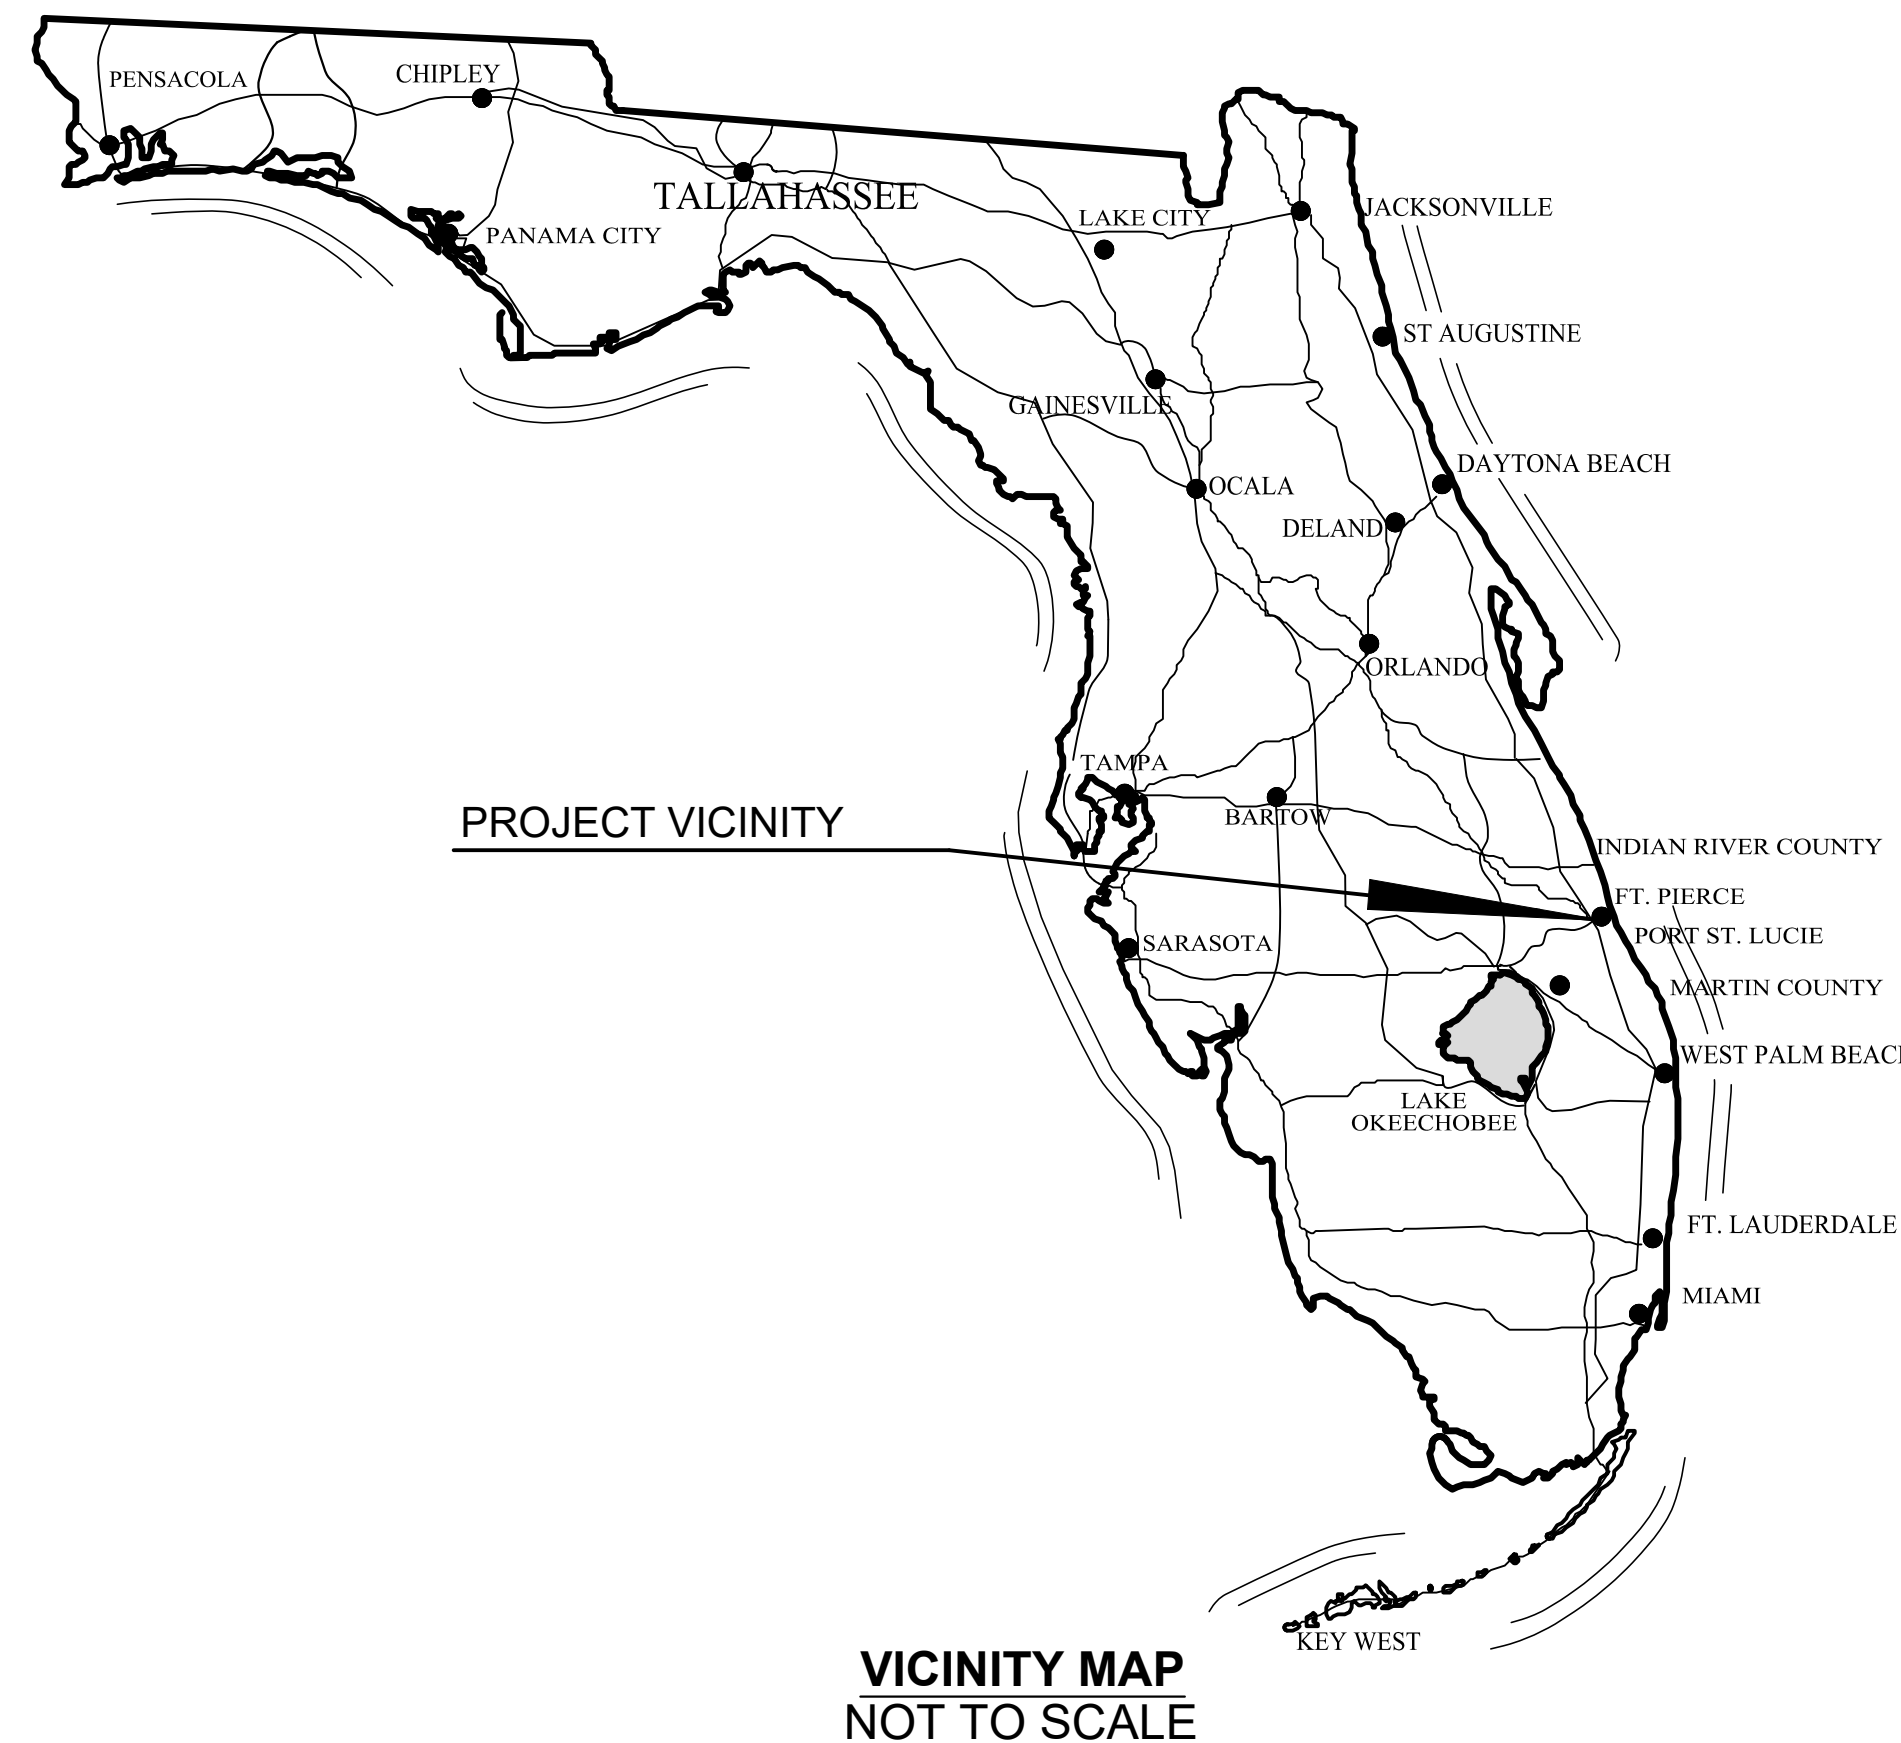 PENSACOLA
CHIPLEY
TALLAHASSEE
PANAMA CITY
LAKE CITY
JACKSONVILLE
ST AUGUSTINE
GAINESVILLE
DAYTONA BEACH
OCALA
DELAND
ORLANDO
TAMPA
BARTOW
PROJECT VICINITY
INDIAN RIVER COUNTY
FT. PIERCE
PORT ST. LUCIE
SARASOTA
MARTIN COUNTY
WEST PALM BEACH
LAKE
OKEECHOBEE
FT. LAUDERDALE
MIAMI
KEY WEST
VICINITY MAP
NOT TO SCALE